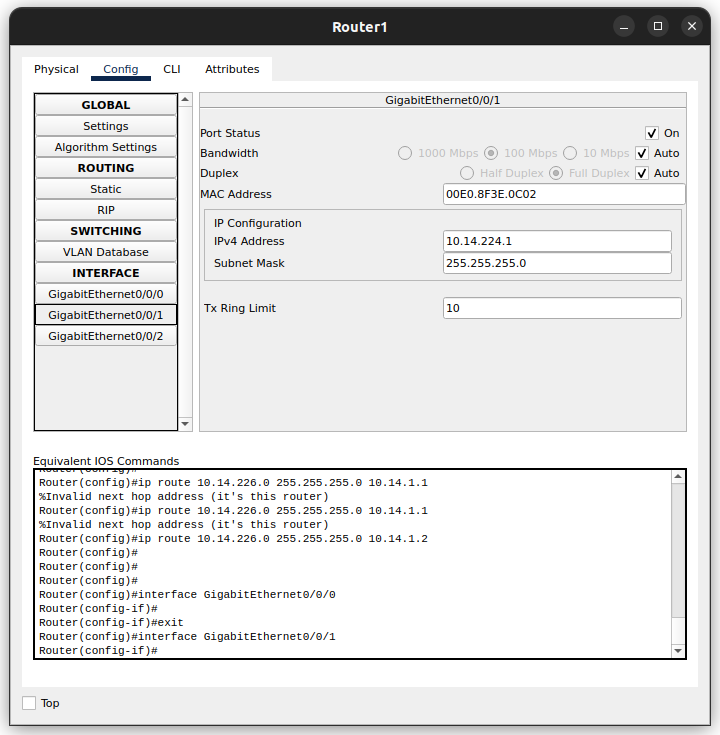 Router1
Physical Config CLI Attributes
GLOBAL
Settings
Algorithm Settings
ROUTING
Static
RIP
SWITCHING
VLAN Database
INTERFACE
GigabitEthernet0/0/0
GigabitEthernet0/0/1
GigabitEthernet0/0/2
GigabitEthernet0/0/1
Port Status On
Bandwidth 1000 Mbps 100 Mbps 10 Mbps Auto
Duplex Half Duplex Full Duplex Auto
MAC Address 00E0.8F3E.0C02
IP Configuration
IPv4 Address 10.14.224.1
Subnet Mask 255.255.255.0
Tx Ring Limit 10
Equivalent IOS Commands
Router(config)#
Router(config)#ip route 10.14.226.0 255.255.255.0 10.14.1.1
%Invalid next hop address (it's this router)
Router(config)#ip route 10.14.226.0 255.255.255.0 10.14.1.1
%Invalid next hop address (it's this router)
Router(config)#ip route 10.14.226.0 255.255.255.0 10.14.1.2
Router(config)#
Router(config)#
Router(config)#
Router(config)#interface GigabitEthernet0/0/0
Router(config-if)#
Router(config-if)#exit
Router(config)#interface GigabitEthernet0/0/1
Router(config-if)#
Top